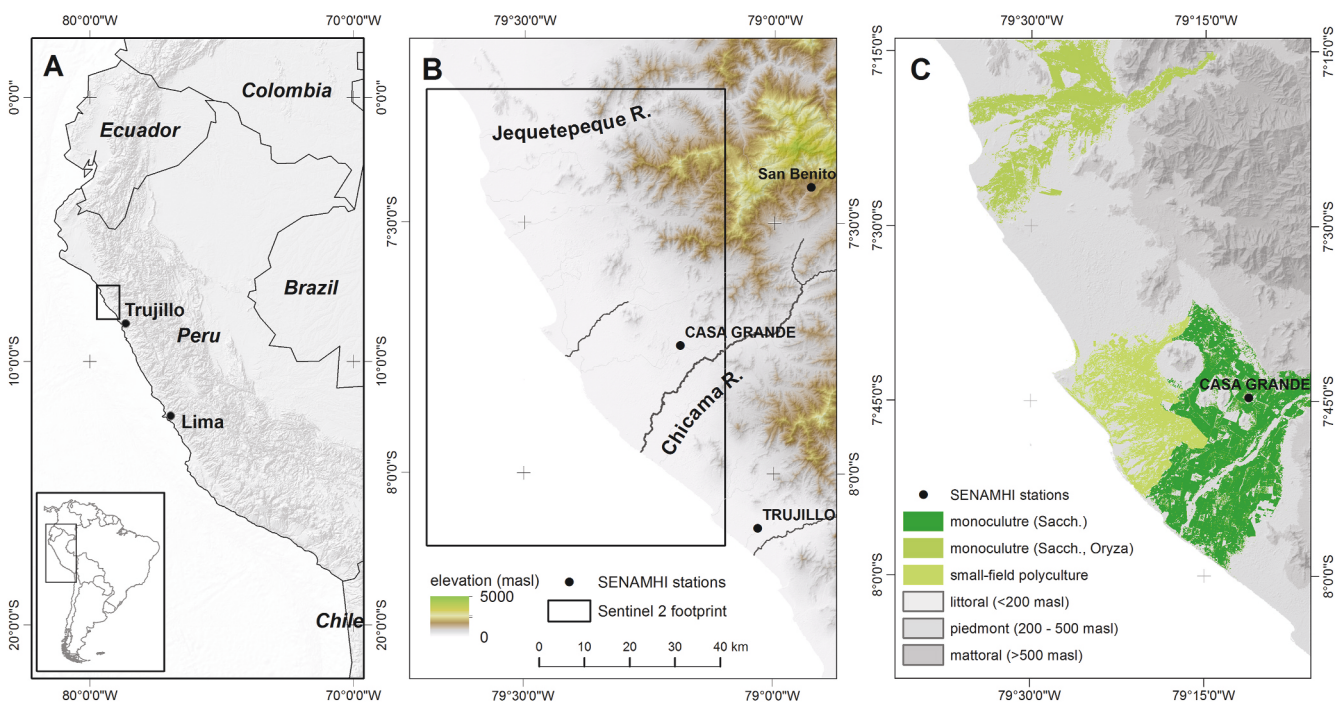 80°0'0"W
70°0'0"W
79°30'0"W
79°0'0"W
79°30'0"W
79°15'0"W
A
Colombia
Ecuador
Brazil
Trujillo
Peru
Lima
Chile
0°0'0"
10°0'0"S
20°0'0"S
0°0'0"
10°0'0"S
20°0'0"S
80°0'0"W
70°0'0"W
B
Jequetepeque R.
San Benito
CASA GRANDE
Chicama R.
TRUJILLO
elevation (masl)
5000
0
SENAMHI stations
Sentinel 2 footprint
0
10
20
30
40 km
7°30'0"S
8°0'0"S
7°30'0"S
8°0'0"S
79°30'0"W
79°0'0"W
C
CASA GRANDE
SENAMHI stations
monoculutre (Sacch.)
monoculutre (Sacch., Oryza)
small-field polyculture
littoral (<200 masl)
piedmont (200 - 500 masl)
mattoral (>500 masl)
7°15'0"S
7°30'0"S
7°45'0"S
8°0'0"S
7°15'0"S
7°30'0"S
7°45'0"S
8°0'0"S
79°30'0"W
79°15'0"W